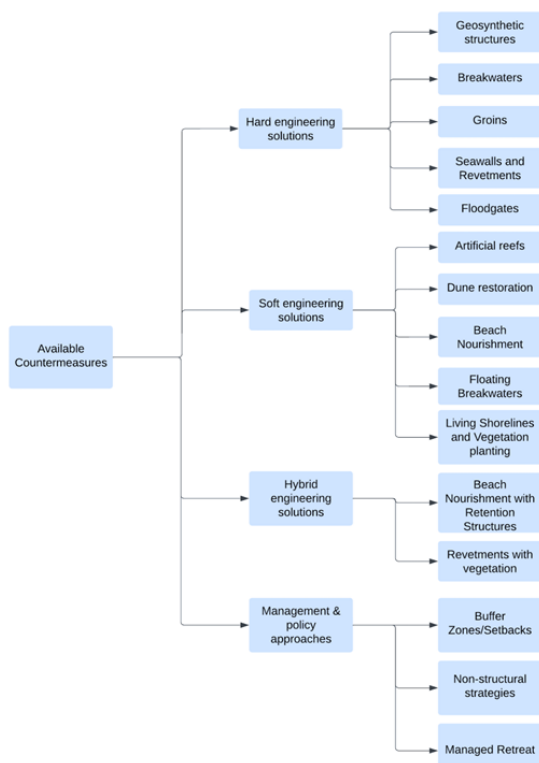 Available
Countermeasures
Hard engineering
solutions
Geosynthetic
structures
Breakwaters
Groins
Seawalls and
Revetments
Floodgates
Soft engineering
solutions
Artificial reefs
Dune restoration
Beach
Nourishment
Floating
Breakwaters
Living Shorelines
and Vegetation
planting
Hybrid
engineering
solutions
Beach
Nourishment with
Retention
Structures
Revetments with
vegetation
Management &
policy
approaches
Buffer
Zones/Setbacks
Non-structural
strategies
Managed Retreat